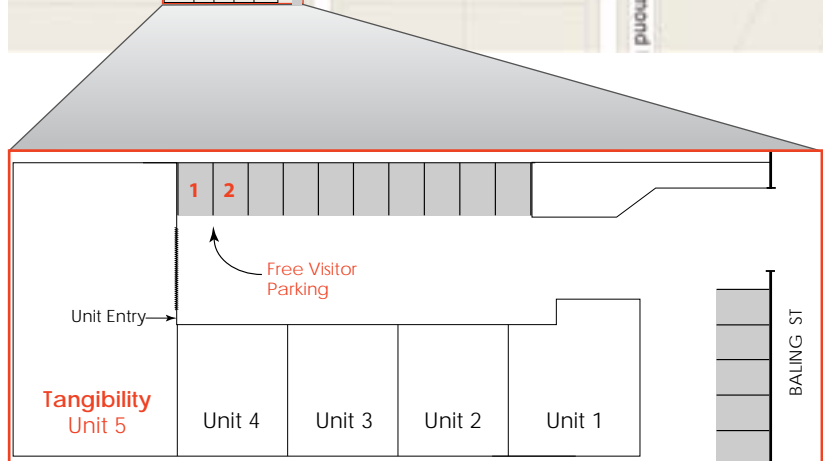 mond
1 2
Free Visitor
Parking
Unit Entry
BALING ST
Tangibility
Unit 5
Unit 4
Unit 3
Unit 2
Unit 1